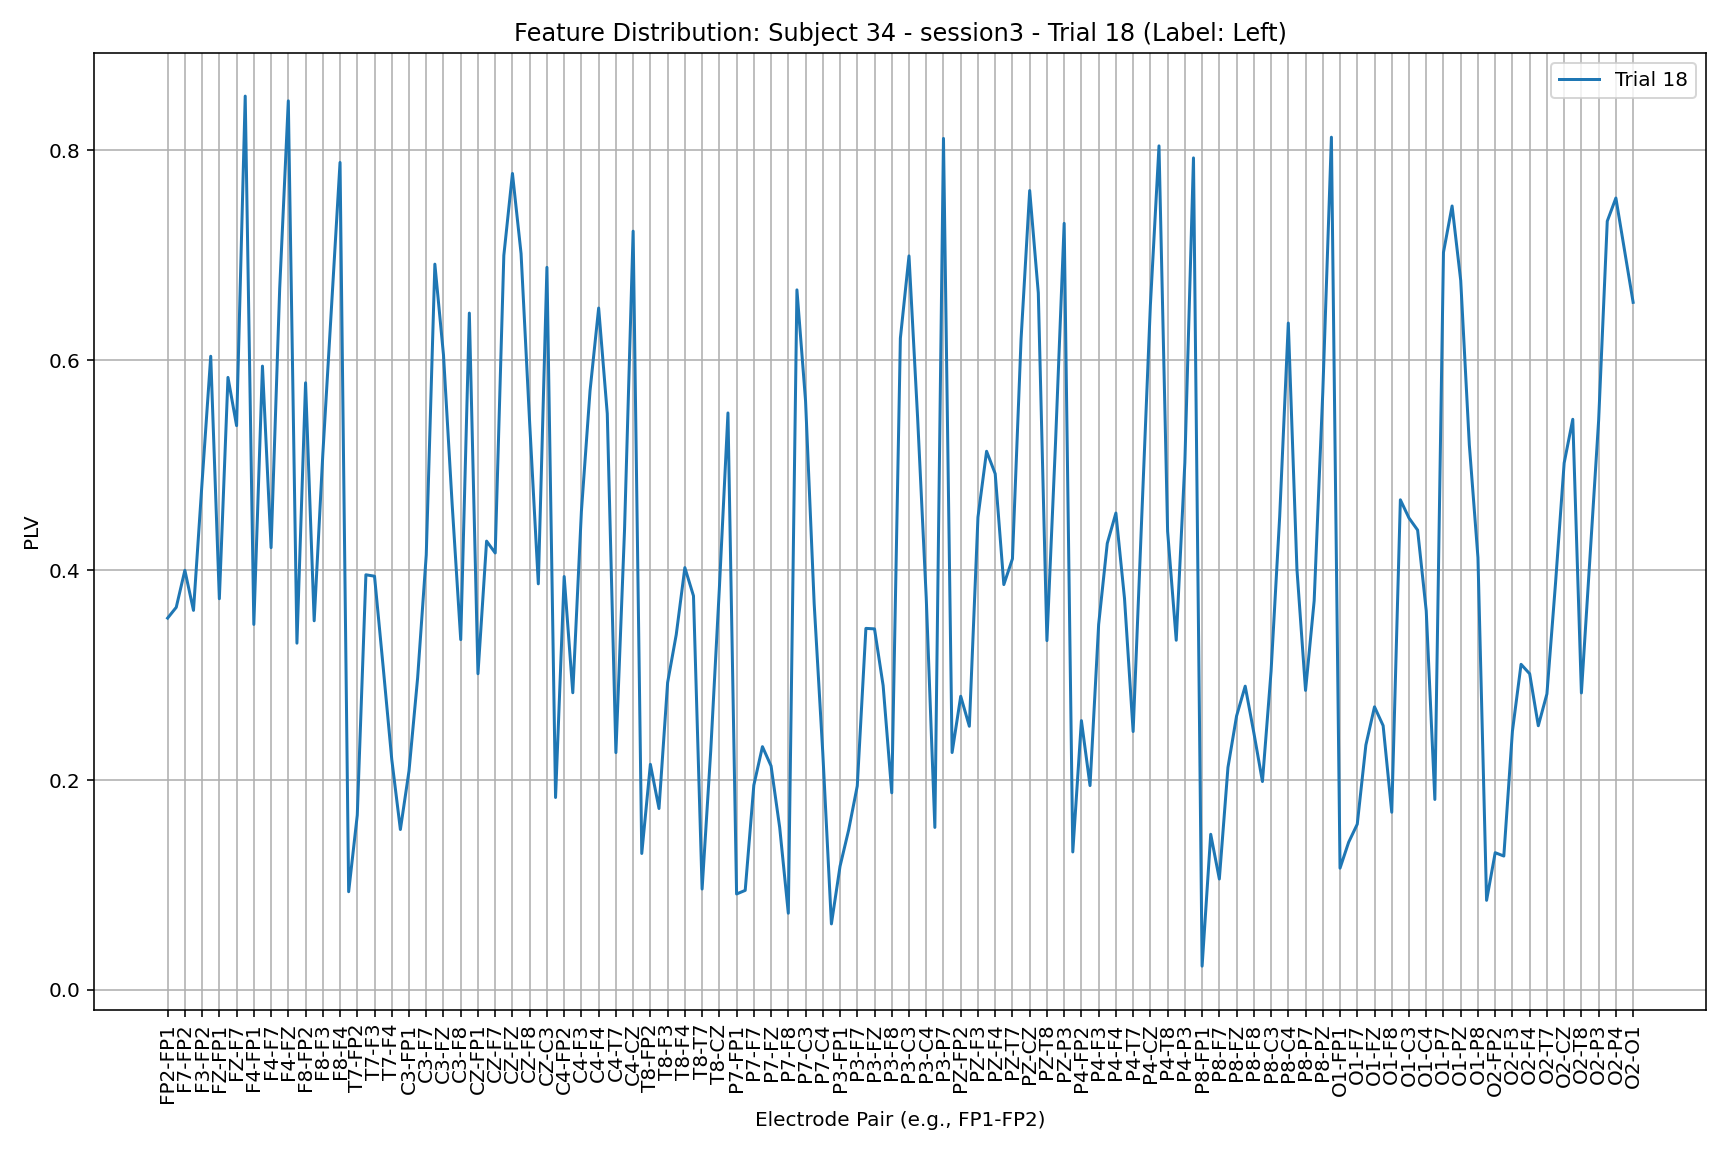 Feature Distribution: Subject 34 - session3 - Trial 18 (Label: Left)
Trial 18
PLV
0.8
0.6
0.4
0.2
0.0
FP2-FP1
F7-FP2
F3-FP2
FZ-FP1
FZ-F7
F4-FP1
F4-F7
F4-FZ
F8-FP2
F8-F3
F8-F4
T7-FP2
T7-F3
T7-F4
C3-FP1
C3-F7
C3-FZ
C3-F8
CZ-FP1
CZ-F7
CZ-FZ
CZ-F8
CZ-C3
C4-FP2
C4-F3
C4-F4
C4-T7
C4-CZ
T8-FP2
T8-F3
T8-F4
T8-T7
T8-CZ
P7-FP1
P7-F7
P7-FZ
P7-F8
P7-C3
P7-C4
P3-FP1
P3-F7
P3-FZ
P3-F8
P3-C3
P3-C4
P3-P7
PZ-FP2
PZ-F3
PZ-F4
PZ-T7
PZ-CZ
PZ-T8
PZ-P3
P4-FP2
P4-F3
P4-F4
P4-T7
P4-CZ
P4-T8
P4-P3
P8-FP1
P8-F7
P8-FZ
P8-F8
P8-C3
P8-C4
P8-P7
P8-PZ
O1-FP1
O1-F7
O1-FZ
O1-F8
O1-C3
O1-C4
O1-P7
O1-PZ
O1-P8
O2-FP2
O2-F3
O2-F4
O2-T7
O2-CZ
O2-T8
O2-P3
O2-P4
O2-O1
Electrode Pair (e.g., FP1-FP2)